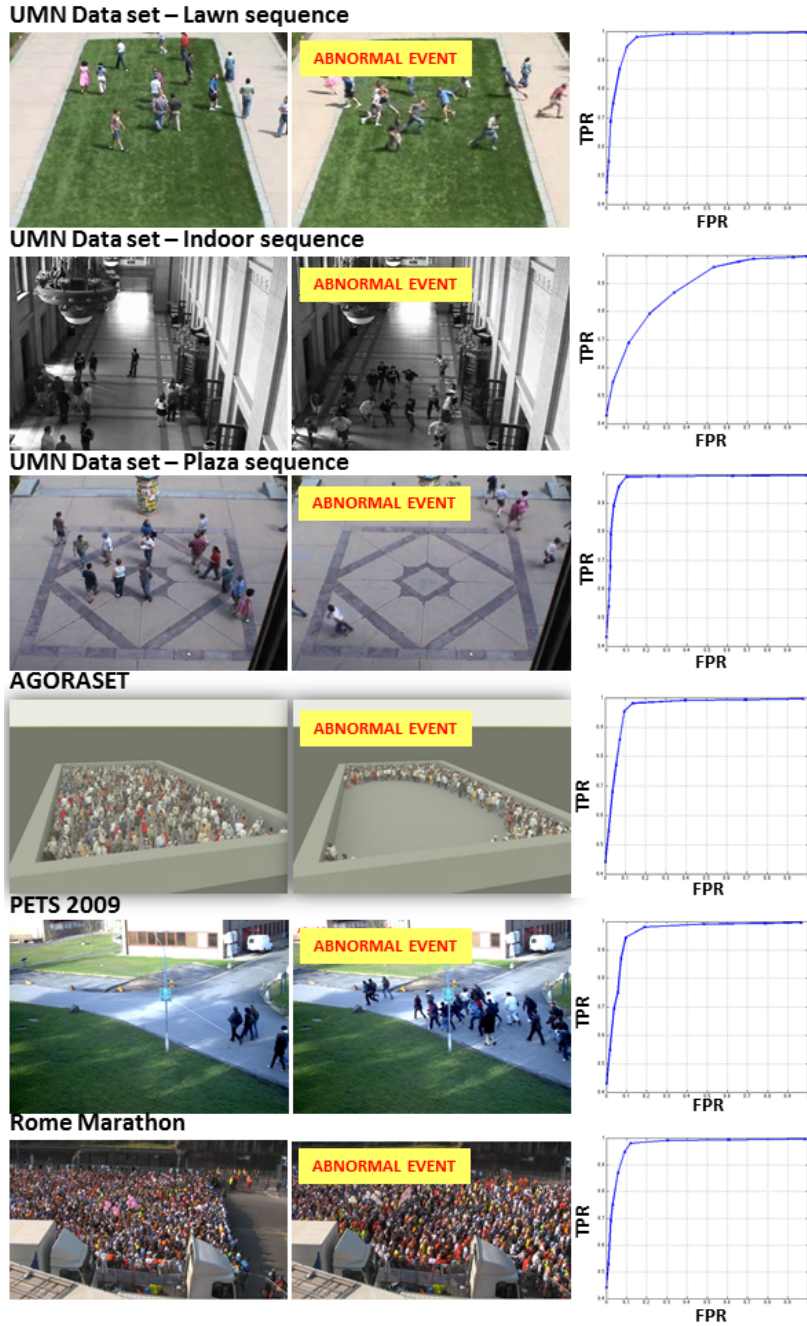 UMN Data set – Lawn sequence
ABNORMAL EVENT
TPR
FPR
UMN Data set – Indoor sequence
ABNORMAL EVENT
TPR
FPR
UMN Data set – Plaza sequence
ABNORMAL EVENT
TPR
FPR
AGORASET
ABNORMAL EVENT
TPR
FPR
PETS 2009
ABNORMAL EVENT
TPR
FPR
Rome Marathon
ABNORMAL EVENT
TPR
FPR